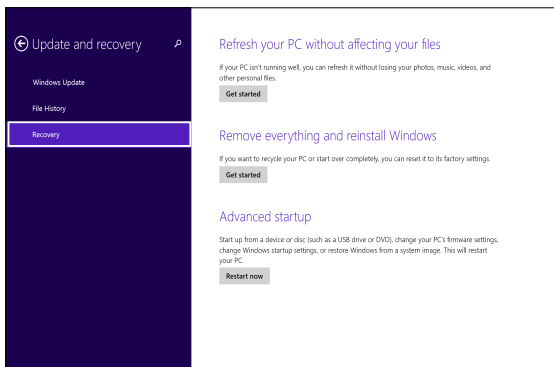 Update and recovery
Windows Update
File History
Recovery
Refresh your PC without affecting your files
If your PC isn't running well, you can refresh it without losing your photos, music, videos, and
other personal files.
Get started
Remove everything and reinstall Windows
If you want to recycle your PC or start over completely, you can reset it to its factory settings.
Get started
Advanced startup
Start up from a device or disc (such as a USB drive or DVD), change your PC's firmware settings,
change Windows startup settings, or restore Windows from a system image. This will restart
your PC.
Restart now